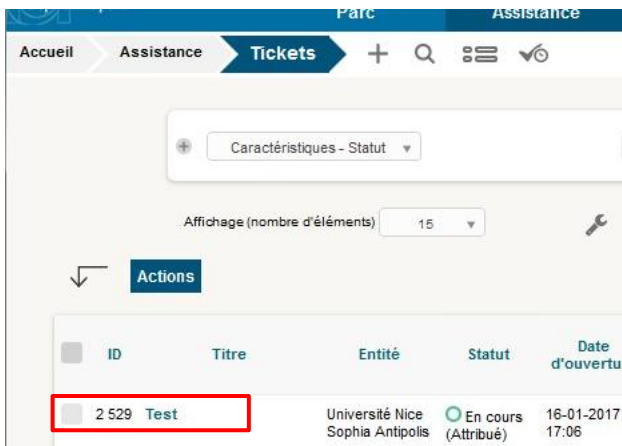 Parc Assistance
Accueil Assistance Tickets
Caractéristiques - Statut
Affichage (nombre d'éléments) 15
Actions
ID Titre Entité Statut Date d'ouvertu
2 529 Test Université Nice Sophia Antipolis En cours (Attribué) 16-01-2017 17:06